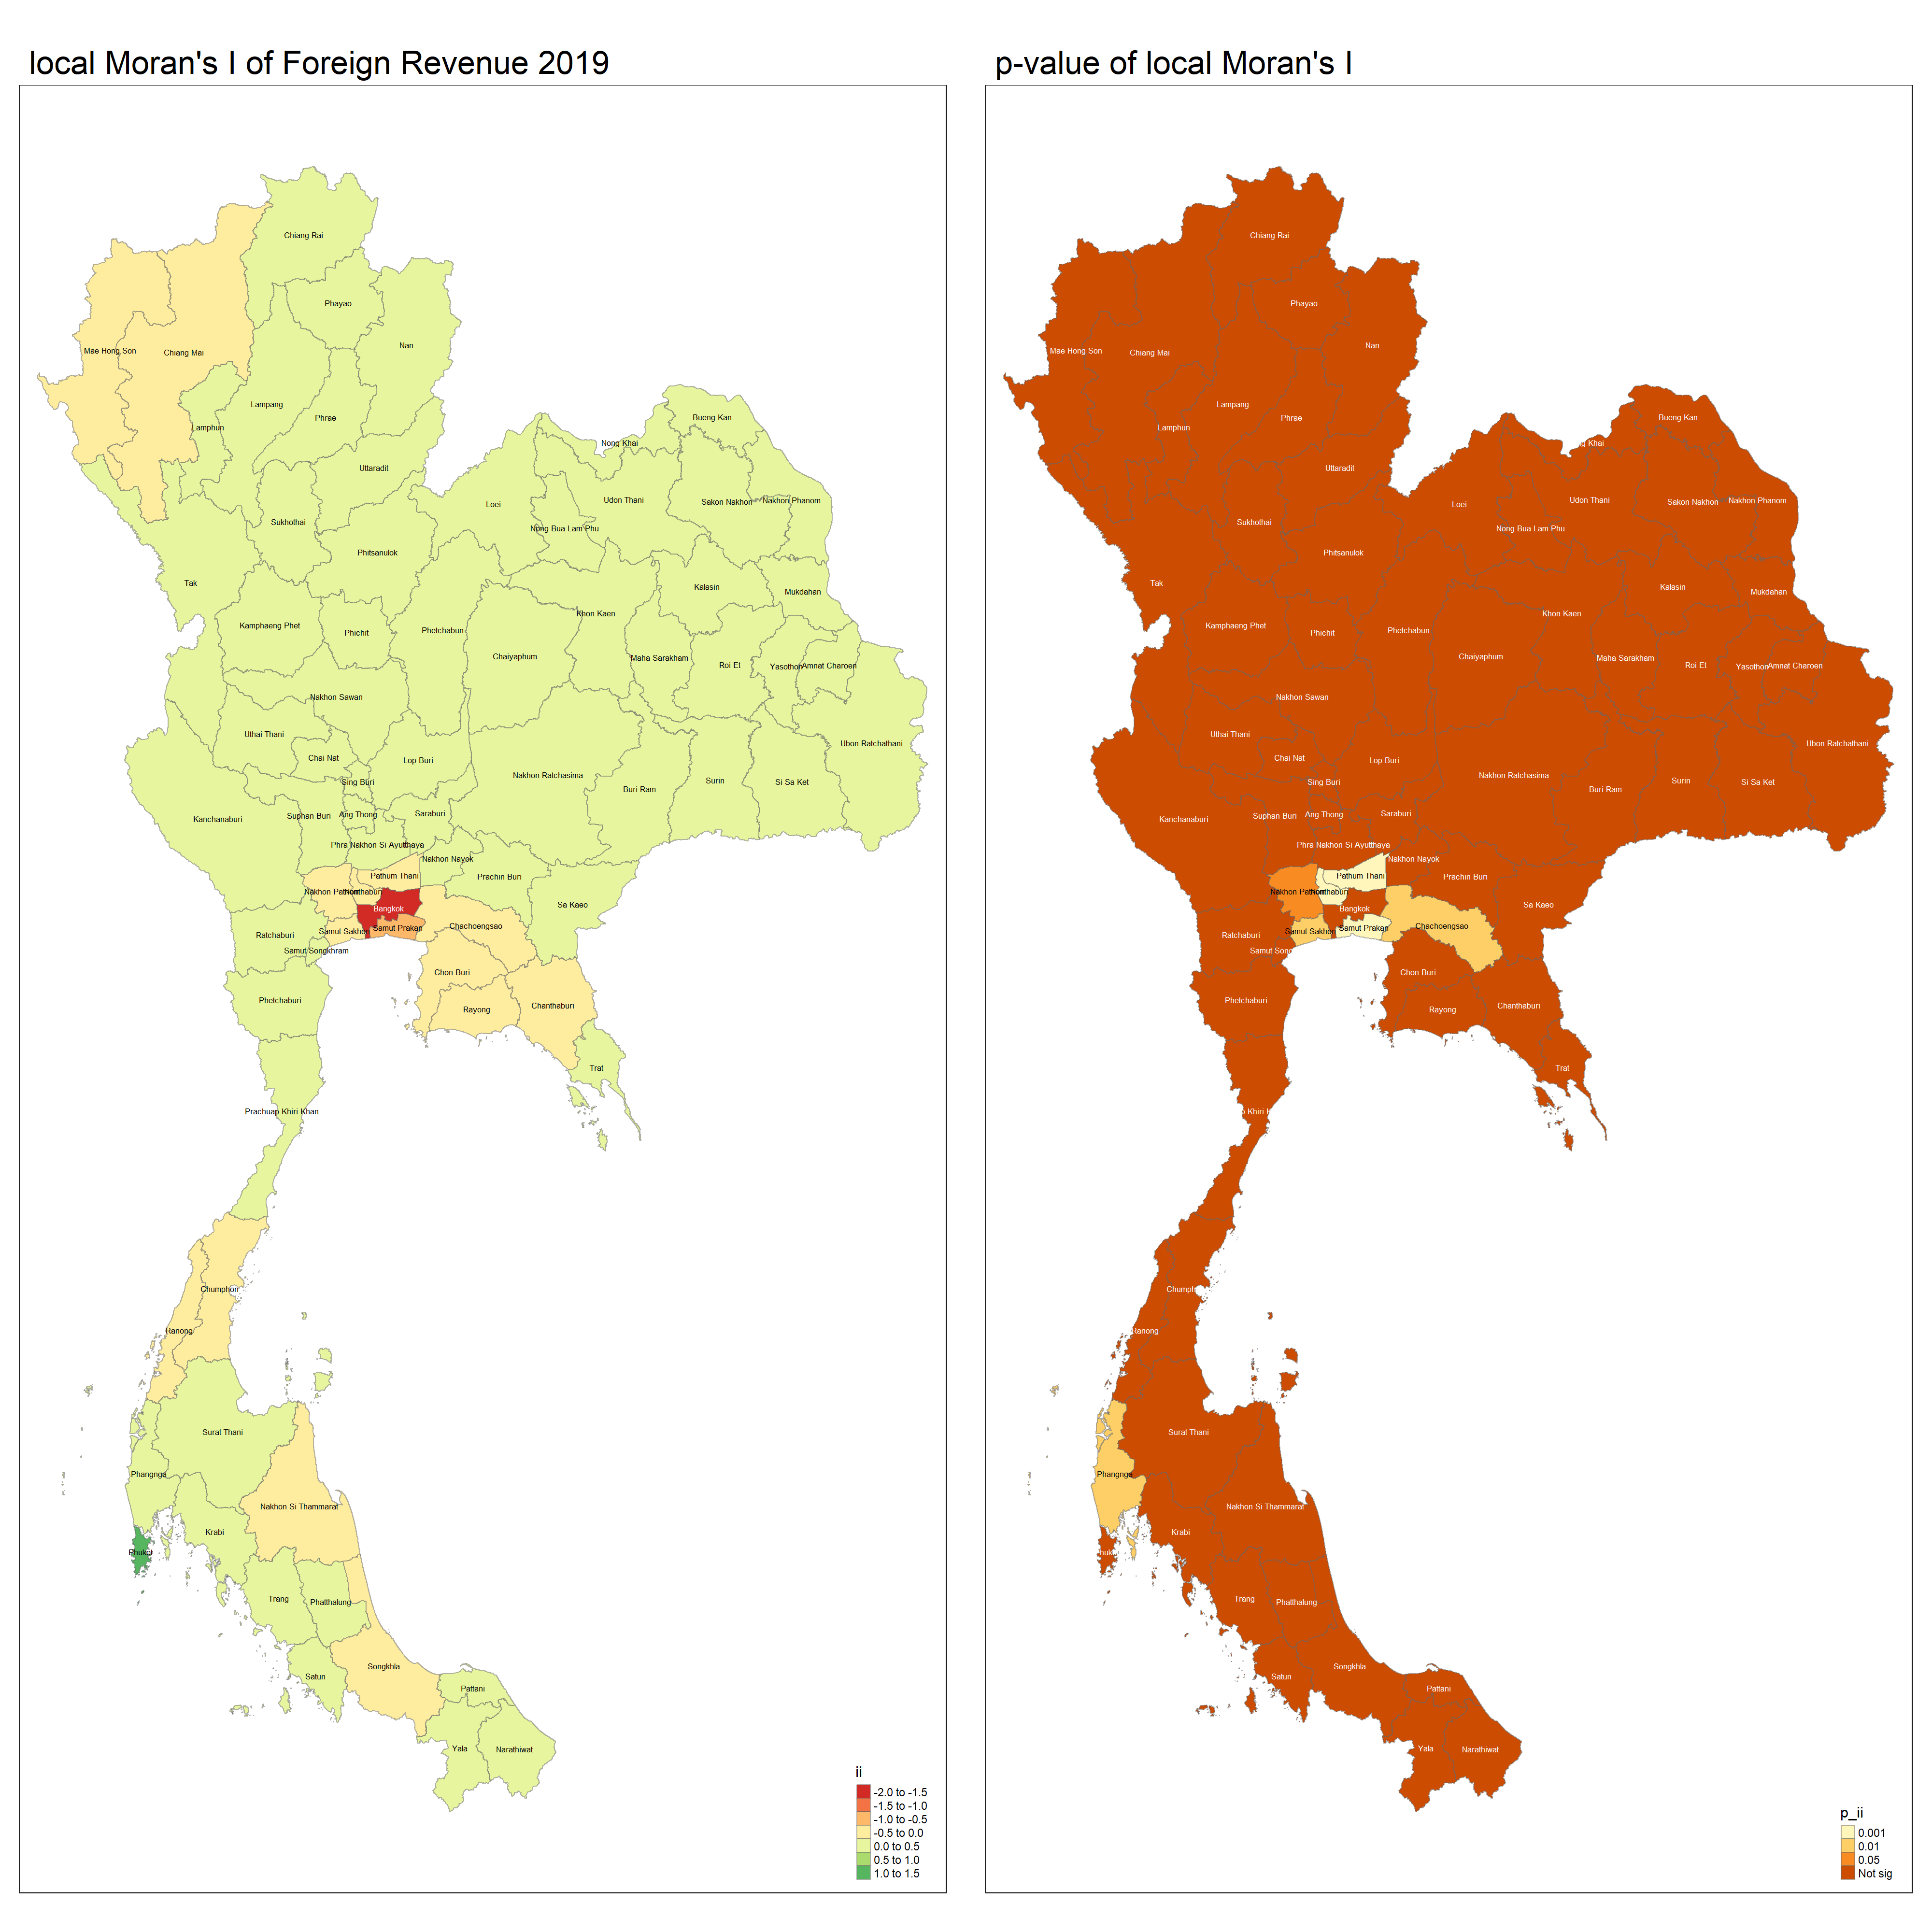 local Moran's I of Foreign Revenue 2019
Chiang Rai
Phayao
Nan
Mae Hong Son
Chiang Mai
Lampang
Phrae
Lamphun
Bueng Kan
Nong Khai
Uttaradit
Loei
Udon Thani
Sakon Nakhon
Nakhon Phanom
Sukhothai
Nong Bua Lam Phu
Phitsanulok
Tak
Kalasin
Mukdahan
Khon Kaen
Kamphaeng Phet
Phichit
Phetchabun
Chaiyaphum
Maha Sarakham
Roi Et
Yasothon
Amnat Charoen
Nakhon Sawan
Uthai Thani
Ubon Ratchathani
Chai Nat
Lop Buri
Nakhon Ratchasima
Sing Buri
Buri Ram
Surin
Si Sa Ket
Kanchanaburi
Suphan Buri
Ang Thong
Saraburi
Phra Nakhon Si Ayutthaya
Nakhon Nayok
Pathum Thani
Prachin Buri
Nakhon Pathom
Nonthaburi
Bangkok
Sa Kaeo
Samut Prakan
Chachoengsao
Samut Sakhon
Ratchaburi
Samut Songkhram
Chon Buri
Phetchaburi
Rayong
Chanthaburi
Trat
Prachuap Khiri Khan
Chumphon
Ranong
Surat Thani
Phangnga
Nakhon Si Thammarat
Krabi
Phuket
Trang
Phatthalung
Songkhla
Satun
Pattani
Yala
Narathiwat
ii
-2.0 to -1.5
-1.5 to -1.0
-1.0 to -0.5
-0.5 to 0.0
0.0 to 0.5
0.5 to 1.0
1.0 to 1.5
p-value of local Moran's I
Chiang Rai
Phayao
Nan
Mae Hong Son
Chiang Mai
Lampang
Phrae
Lamphun
Bueng Kan
g Khai
Uttaradit
Loei
Udon Thani
Sakon Nakhon
Nakhon Phanom
Sukhothai
Nong Bua Lam Phu
Phitsanulok
Tak
Kalasin
Mukdahan
Khon Kaen
Kamphaeng Phet
Phichit
Phetchabun
Chaiyaphum
Maha Sarakham
Roi Et
Yasothon
Amnat Charoen
Nakhon Sawan
Uthai Thani
Ubon Ratchathani
Chai Nat
Lop Buri
Nakhon Ratchasima
Sing Buri
Buri Ram
Surin
Si Sa Ket
Kanchanaburi
Suphan Buri
Ang Thong
Saraburi
Phra Nakhon Si Ayutthaya
Nakhon Nayok
Pathum Thani
Prachin Buri
Nakhon Pathom
Nonthaburi
Bangkok
Sa Kaeo
Samut Prakan
Chachoengsao
Samut Sakhon
Ratchaburi
Samut Song
Chon Buri
Phetchaburi
Rayong
Chanthaburi
Trat
Khiri
Chumph
Ranong
Surat Thani
Phangnga
Nakhon Si Thammarat
Krabi
huk
Trang
Phatthalung
Songkhla
Satun
Pattani
Yala
Narathiwat
p_ii
0.001
0.01
0.05
Not sig